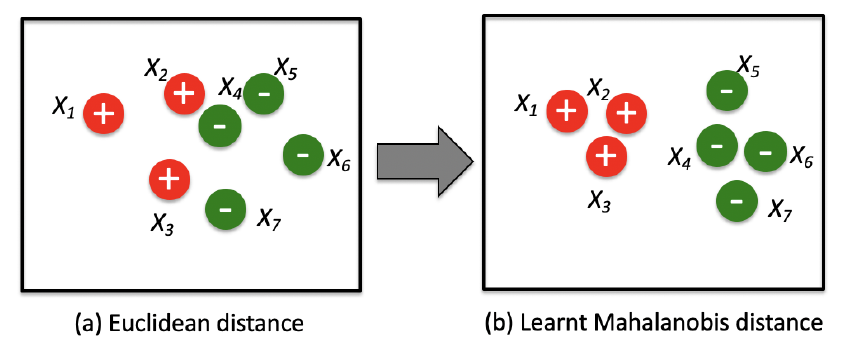 X1
+
X2
+
X4
-
X5
-
X3
+
X7
-
X6
-
(a) Euclidean distance
X1
+
X2
+
X3
+
X5
-
X4
-
X6
-
X7
-
(b) Learnt Mahalanobis distance